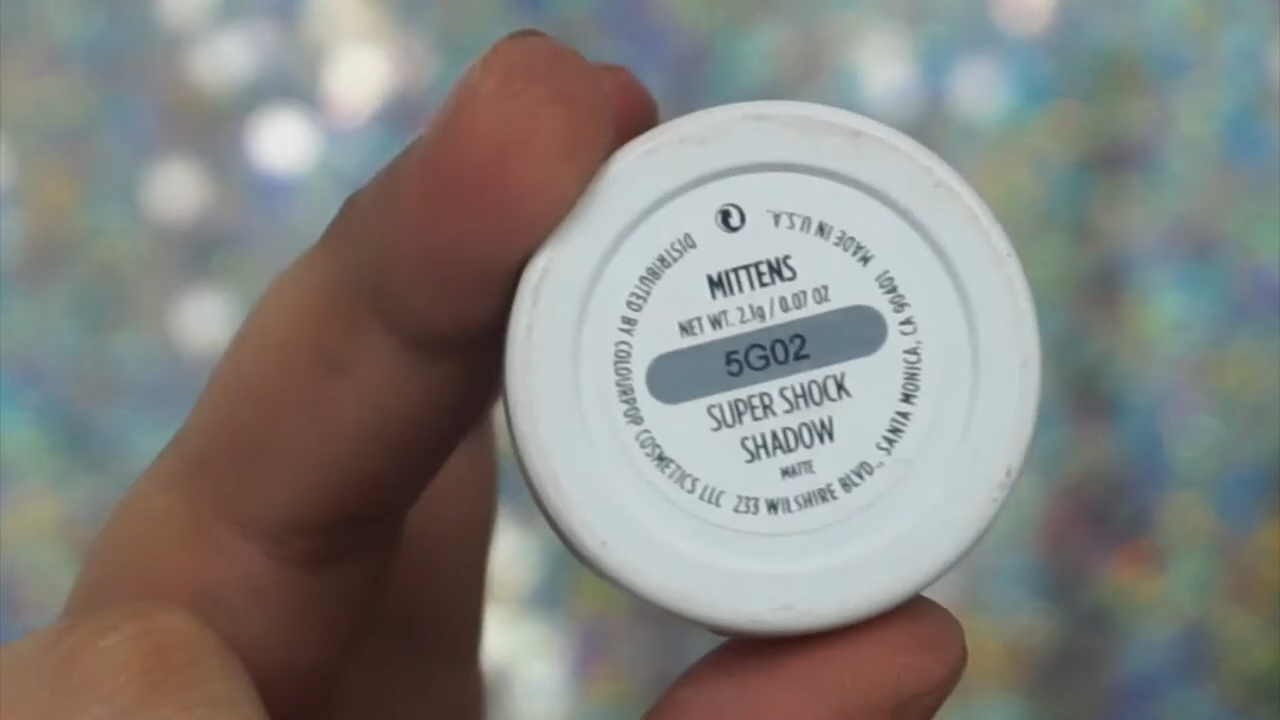 MITTENS
NET WT. 2.1g / 0.07 OZ
5G02
SUPER SHOCK
SHADOW
MATTE
DISTRIBUTED BY COLOURPOP COSMETICS LLC 233 WILSHIRE BLVD., SANTA MONICA, CA 90401 MADE IN U.S.A.